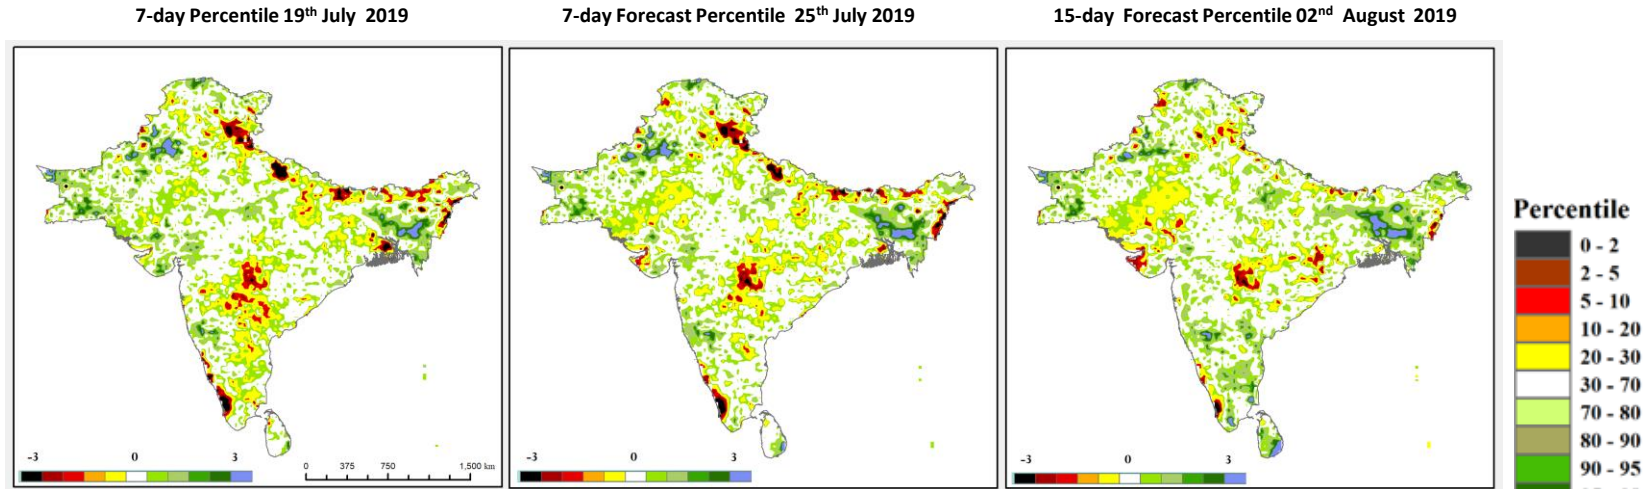 7-day Percentile 19th July 2019
7-day Forecast Percentile 25th July 2019
15-day Forecast Percentile 02nd August 2019
-3 0 3
0 375 750 1,500 km
-3 0 3
-3 0 3
Percentile
0 - 2
2 - 5
5 - 10
10 - 20
20 - 30
30 - 70
70 - 80
80 - 90
90 - 95